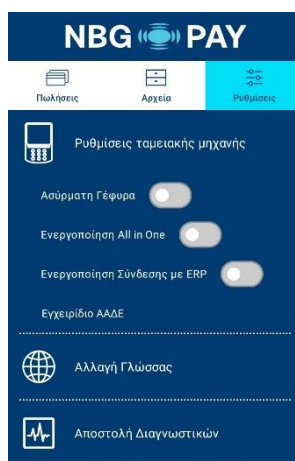 NBG PAY
Πωλήσεις Αρχεία Ρυθμίσεις
Ρυθμίσεις ταμειακής μηχανής
Ασύρματη Γέφυρα
Ενεργοποίηση All in One
Ενεργοποίηση Σύνδεσης με ERP
Εγχειρίδιο ΑΑΔΕ
Αλλαγή Γλώσσας
Αποστολή Διαγνωστικών